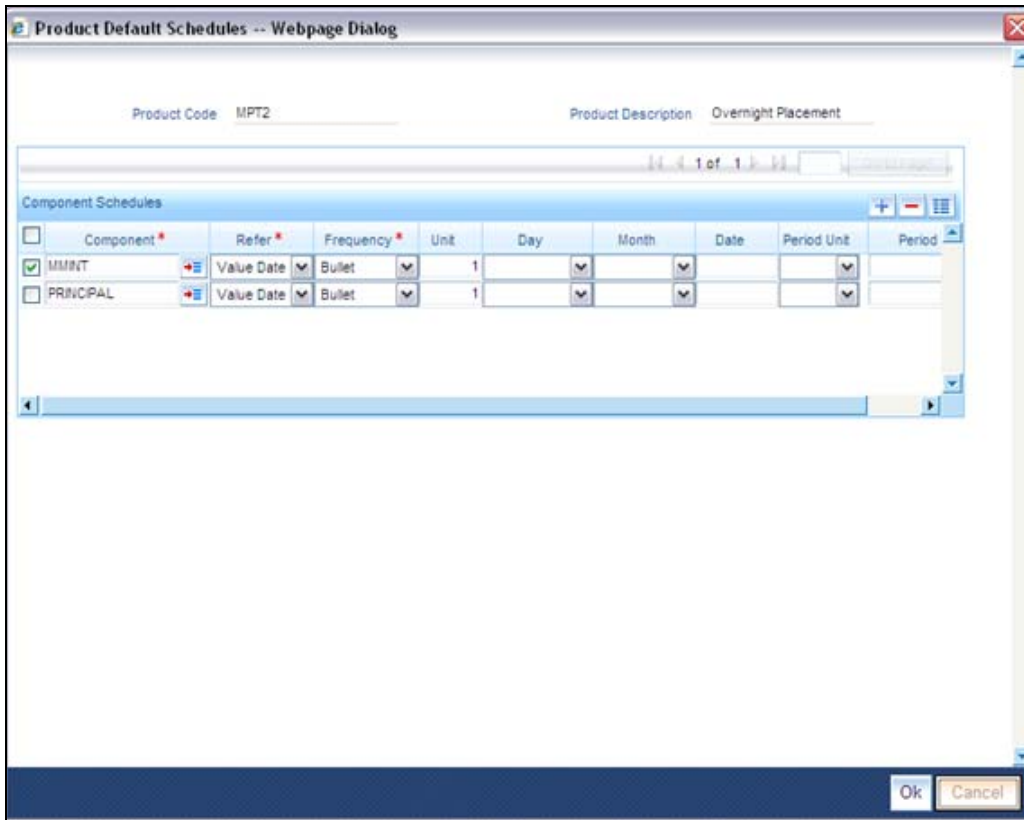 Product Default Schedules -- Webpage Dialog
Product Code MPT2 Product Description Overnight Placement
1 of 1
Component Schedules
Component * Refer * Frequency * Unit Day Month Date Period Unit Period
MMINT Value Date Bullet 1
PRINCIPAL Value Date Bullet 1
Ok Cancel